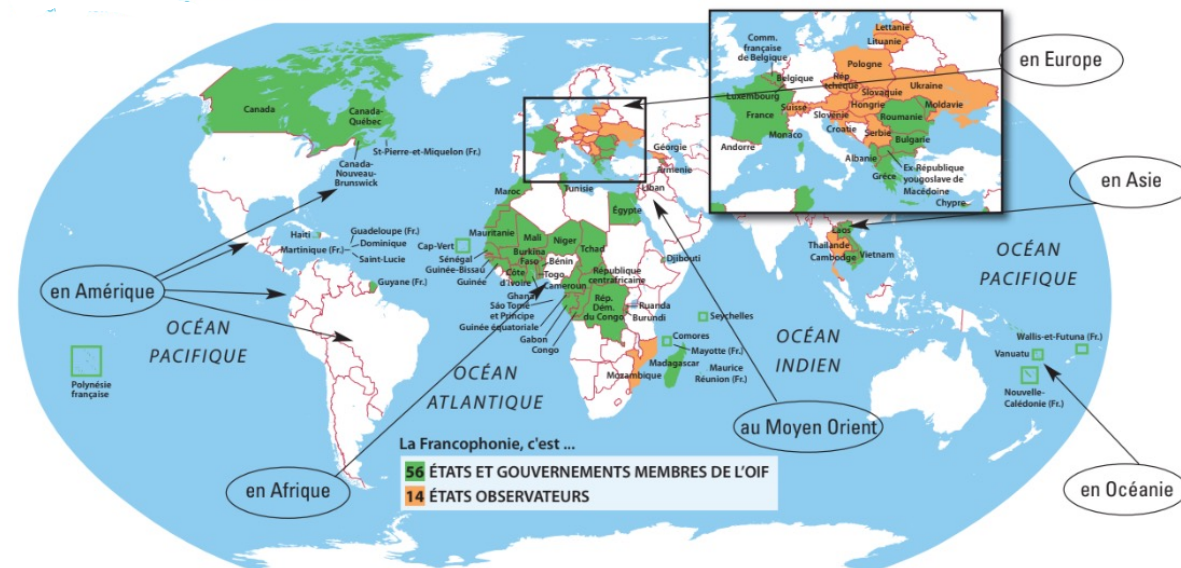 Canada
Canada-
Québec
St-Pierre-et-Miquelon (Fr.)
Canada-
Nouveau-
Brunswick
Haïti
Guadeloupe (Fr.)
Martinique (Fr.)
Dominique
Saint-Lucie
Guyane (Fr.)
en Amérique
OCÉAN
PACIFIQUE
Polynésie
française
OCÉAN
ATLANTIQUE
en Afrique
Maroc
Tunisie
Égypte
Liban
Géorgie
Arménie
Mauritanie
Mali
Niger
Tchad
Cap-Vert
Sénégal
Guinée-Bissau
Guinée
Burkina
Faso
Côte
d'Ivoire
Bénin
Togo
Ghana
Cameroun
République
centrafricaine
Djibouti
São Tomé
et Principe
Guinée équatoriale
Gabon
Congo
Rép.
Dém.
du Congo
Ruanda
Burundi
Seychelles
Comores
Mayotte (Fr.)
Madagascar
Maurice
Réunion (Fr.)
Mozambique
OCÉAN
INDIEN
au Moyen Orient
Lettanie
Lituanie
Comm.
française
de Belgique
Belgique
Pologne
Rép
tchèque
Ukraine
Luxembourg
Slovaquie
France
Suisse
Hongrie
Moldavie
Slovénie
Roumanie
Croatie
Monaco
Serbie
Bulgarie
Andorre
Albanie
Ex-République
yougoslave de
Macédoine
Grèce
Chypre
en Europe
en Asie
Laos
Thaïlande
Cambodge
Vietnam
OCÉAN
PACIFIQUE
Wallis-et-Futuna (Fr.)
Vanuatu
Nouvelle-
Calédonie (Fr.)
en Océanie
La Francophonie, c'est ...
56 ÉTATS ET GOUVERNEMENTS MEMBRES DE L'OIF
14 ÉTATS OBSERVATEURS